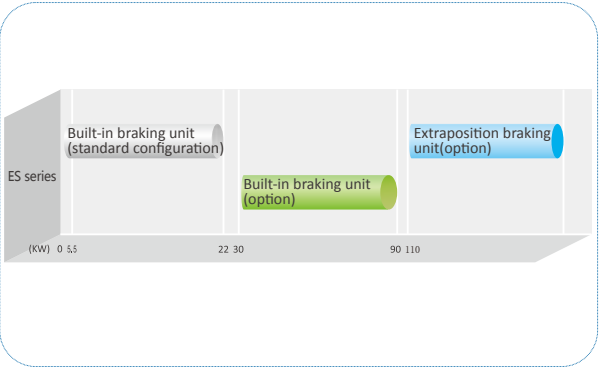 Built-in braking unit
(standard configuration)
Extraposition braking
unit(option)
ES series
Built-in braking unit
(option)
(KW) 0 5,5 22 30 90 110